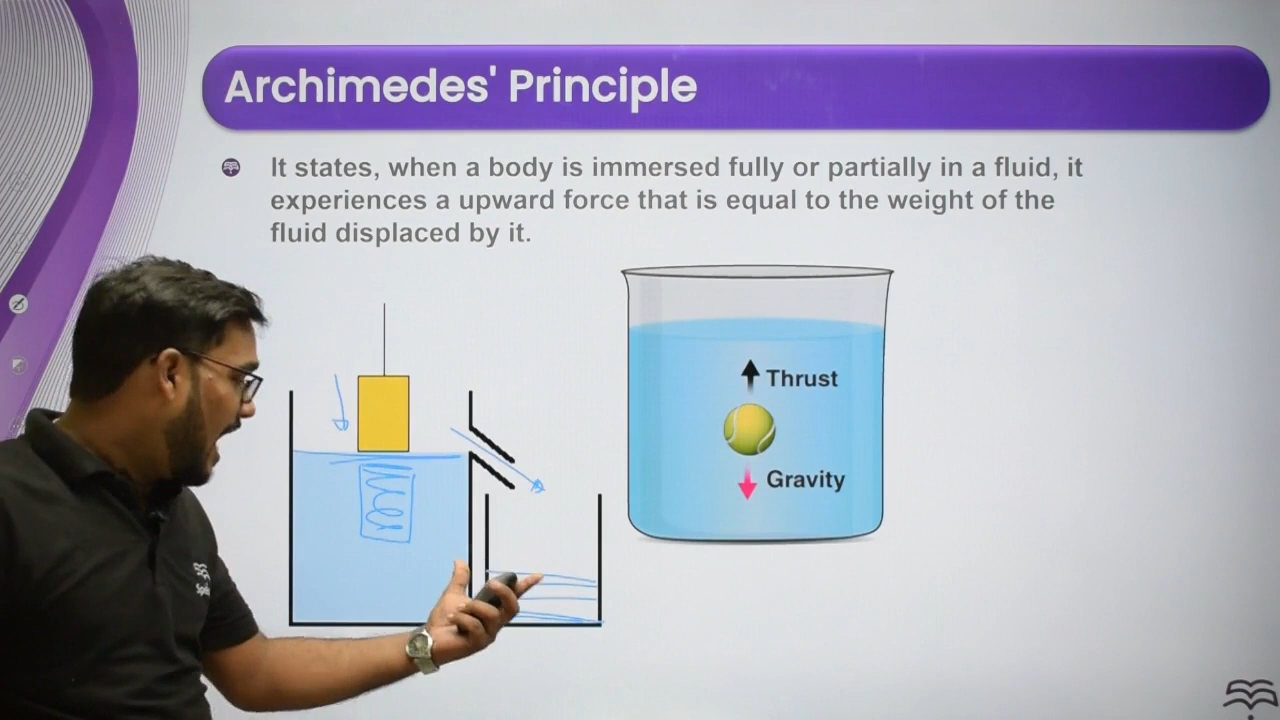 Archimedes' Principle
It states, when a body is immersed fully or partially in a fluid, it
experiences a upward force that is equal to the weight of the
fluid displaced by it.
Thrust
Gravity